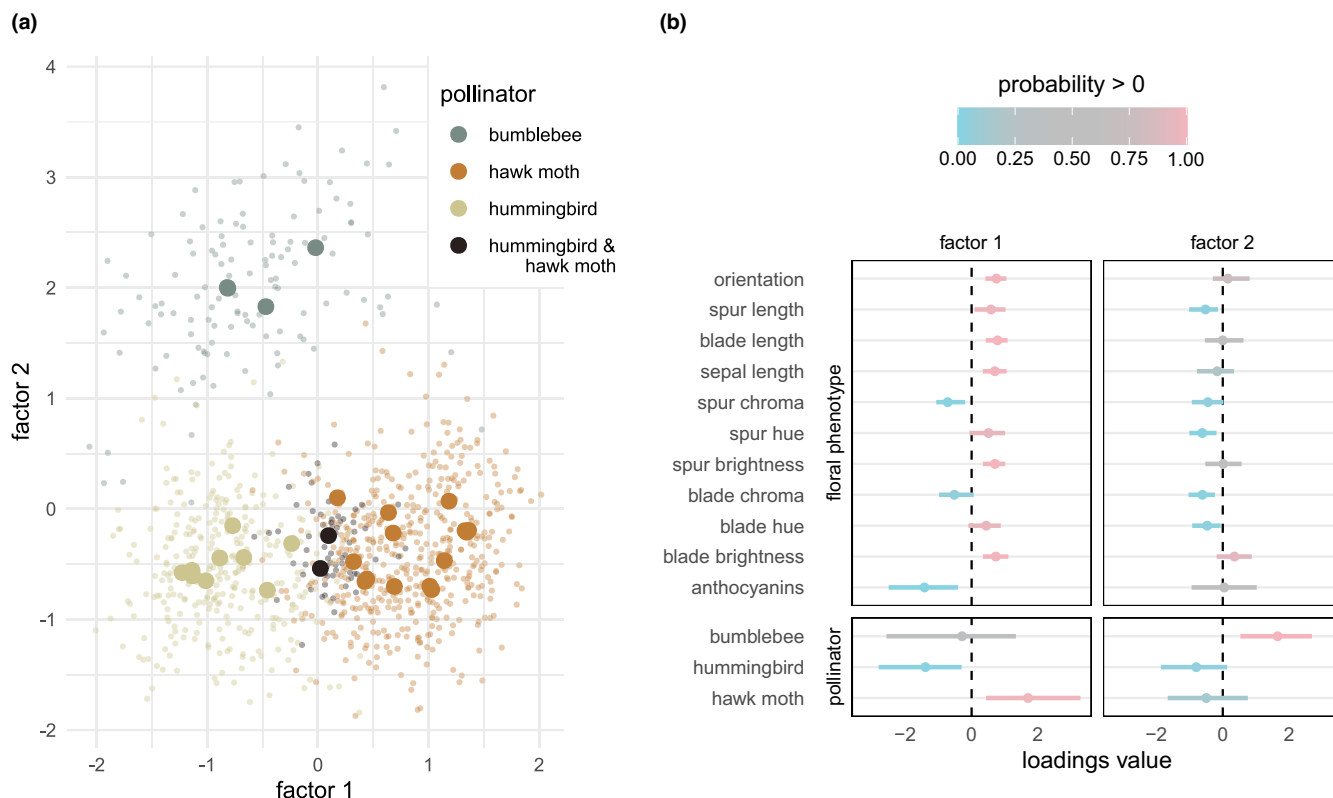 (a)
pollinator
bumblebee
hawk moth
hummingbird
hummingbird &
hawk moth
4
3
2
1
0
-1
-2
factor 2
-2
-1
0
1
2
factor 1
(b)
probability > 0
0.00
0.25
0.50
0.75
1.00
factor 1
factor 2
floral phenotype
orientation
spur length
blade length
sepal length
spur chroma
spur hue
spur brightness
blade chroma
blade hue
blade brightness
anthocyanins
pollinator
bumblebee
hummingbird
hawk moth
−2
0
2
−2
0
2
loadings value